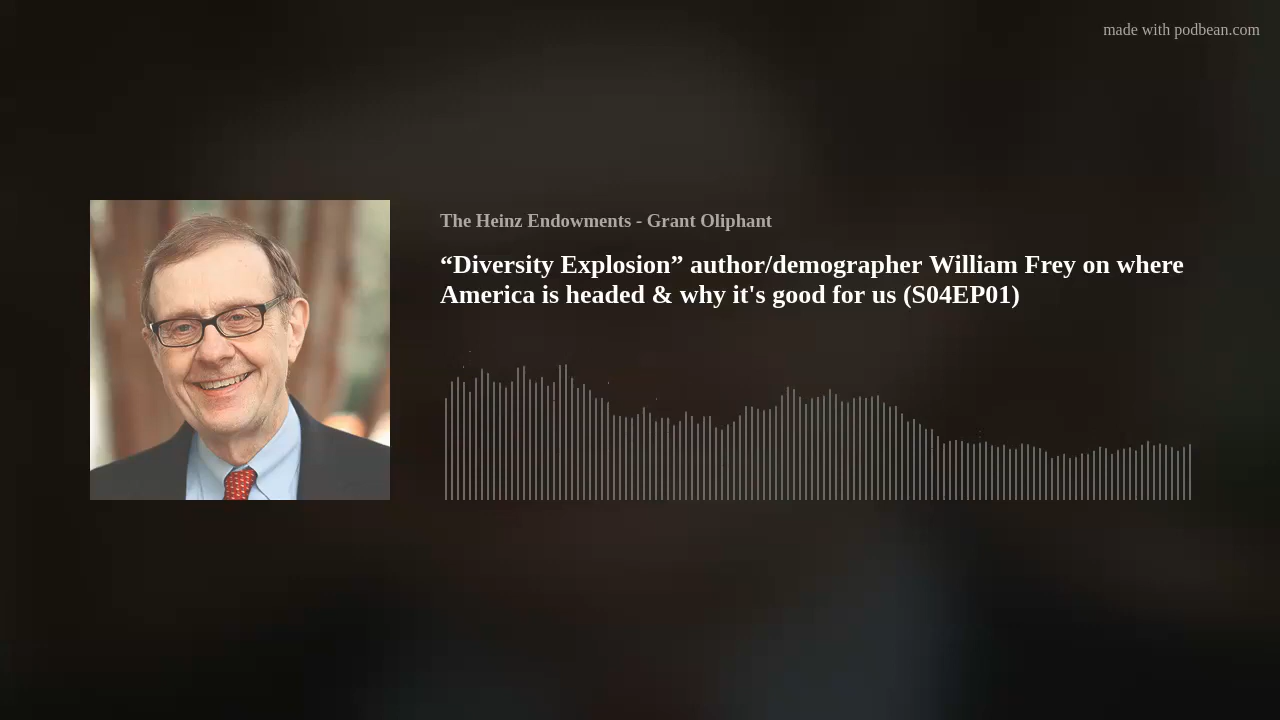 made with podbean.com
The Heinz Endowments - Grant Oliphant
“Diversity Explosion” author/demographer William Frey on where
America is headed & why it's good for us (S04EP01)